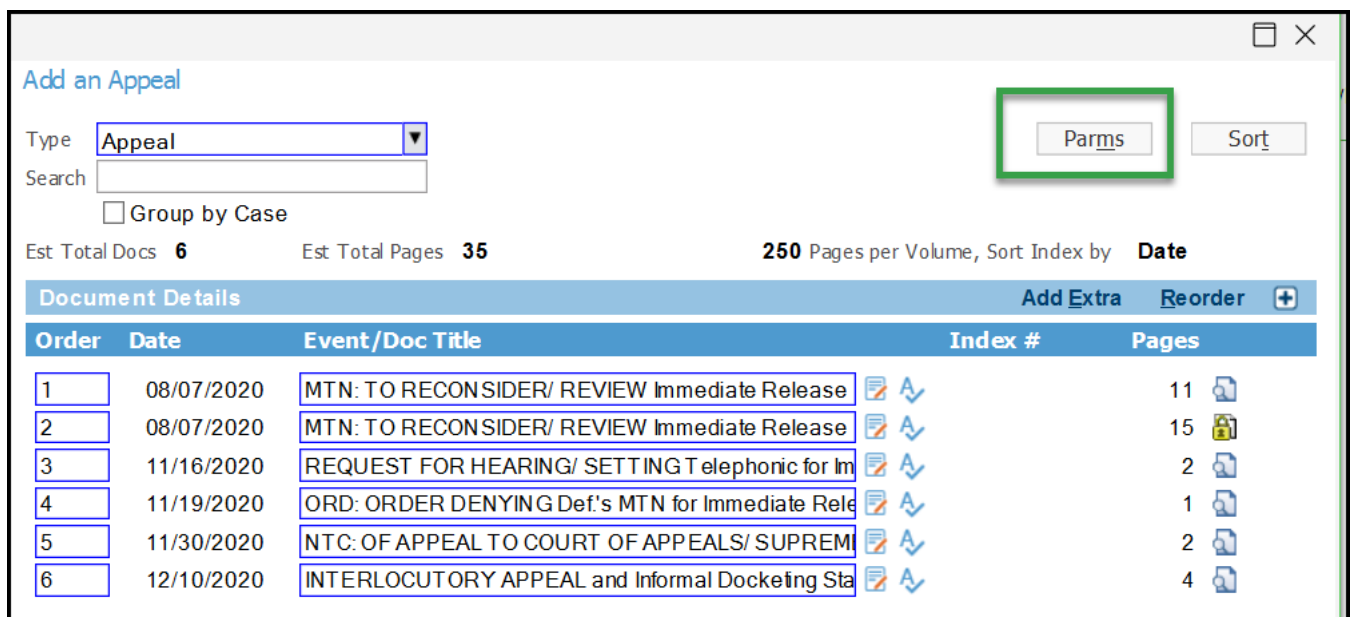 Add an Appeal
Type Appeal Parms Sort
Search
Group by Case
Est Total Docs 6 Est Total Pages 35 250 Pages per Volume, Sort Index by Date
Document Details Add Extra Reorder
Order Date Event/Doc Title Index # Pages
1 08/07/2020 MTN: TO RECONSIDER/ REVIEW Immediate Release 11
2 08/07/2020 MTN: TO RECONSIDER/ REVIEW Immediate Release 15
3 11/16/2020 REQUEST FOR HEARING/ SETTING Telephonic for Im 2
4 11/19/2020 ORD: ORDER DENYING Def.'s MTN for Immediate Rele 1
5 11/30/2020 NTC: OF APPEAL TO COURT OF APPEALS/ SUPREM 2
6 12/10/2020 INTERLOCUTORY APPEAL and Informal Docketing Sta 4